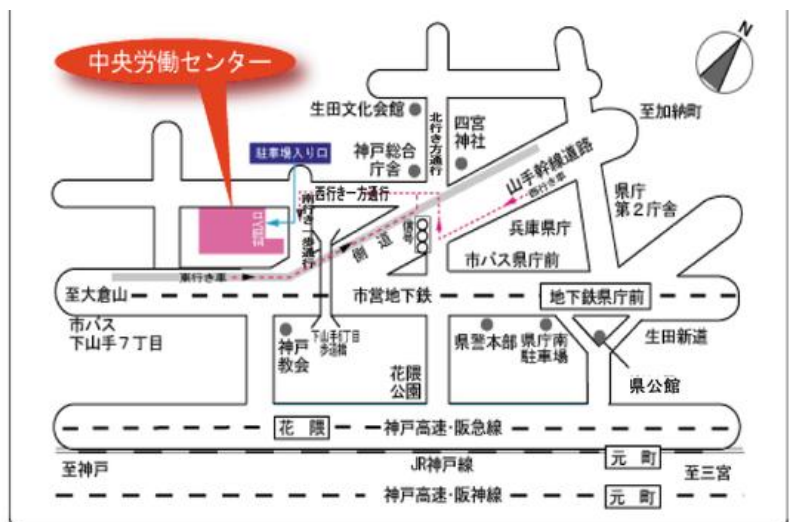 中央労働センター
N
生田文化会館
至加納町
北行き一方通行
四宮
神社
駐車場入り口
神戸総合
庁舎
山手幹線道路
西行き車
西行き一方通行
県庁
第2庁舎
南行き一歩通行
信号
兵庫県庁
側道
市バス県庁前
東行き車
至大倉山
市営地下鉄
地下鉄県庁前
市バス
下山手7丁目
神戸
教会
下山手6丁目
歩道橋
県警本部
県庁南
駐車場
生田新道
花隈
公園
県公館
花隈
神戸高速・阪急線
至神戸
JR神戸線
元町
至三宮
神戸高速・阪神線
元町